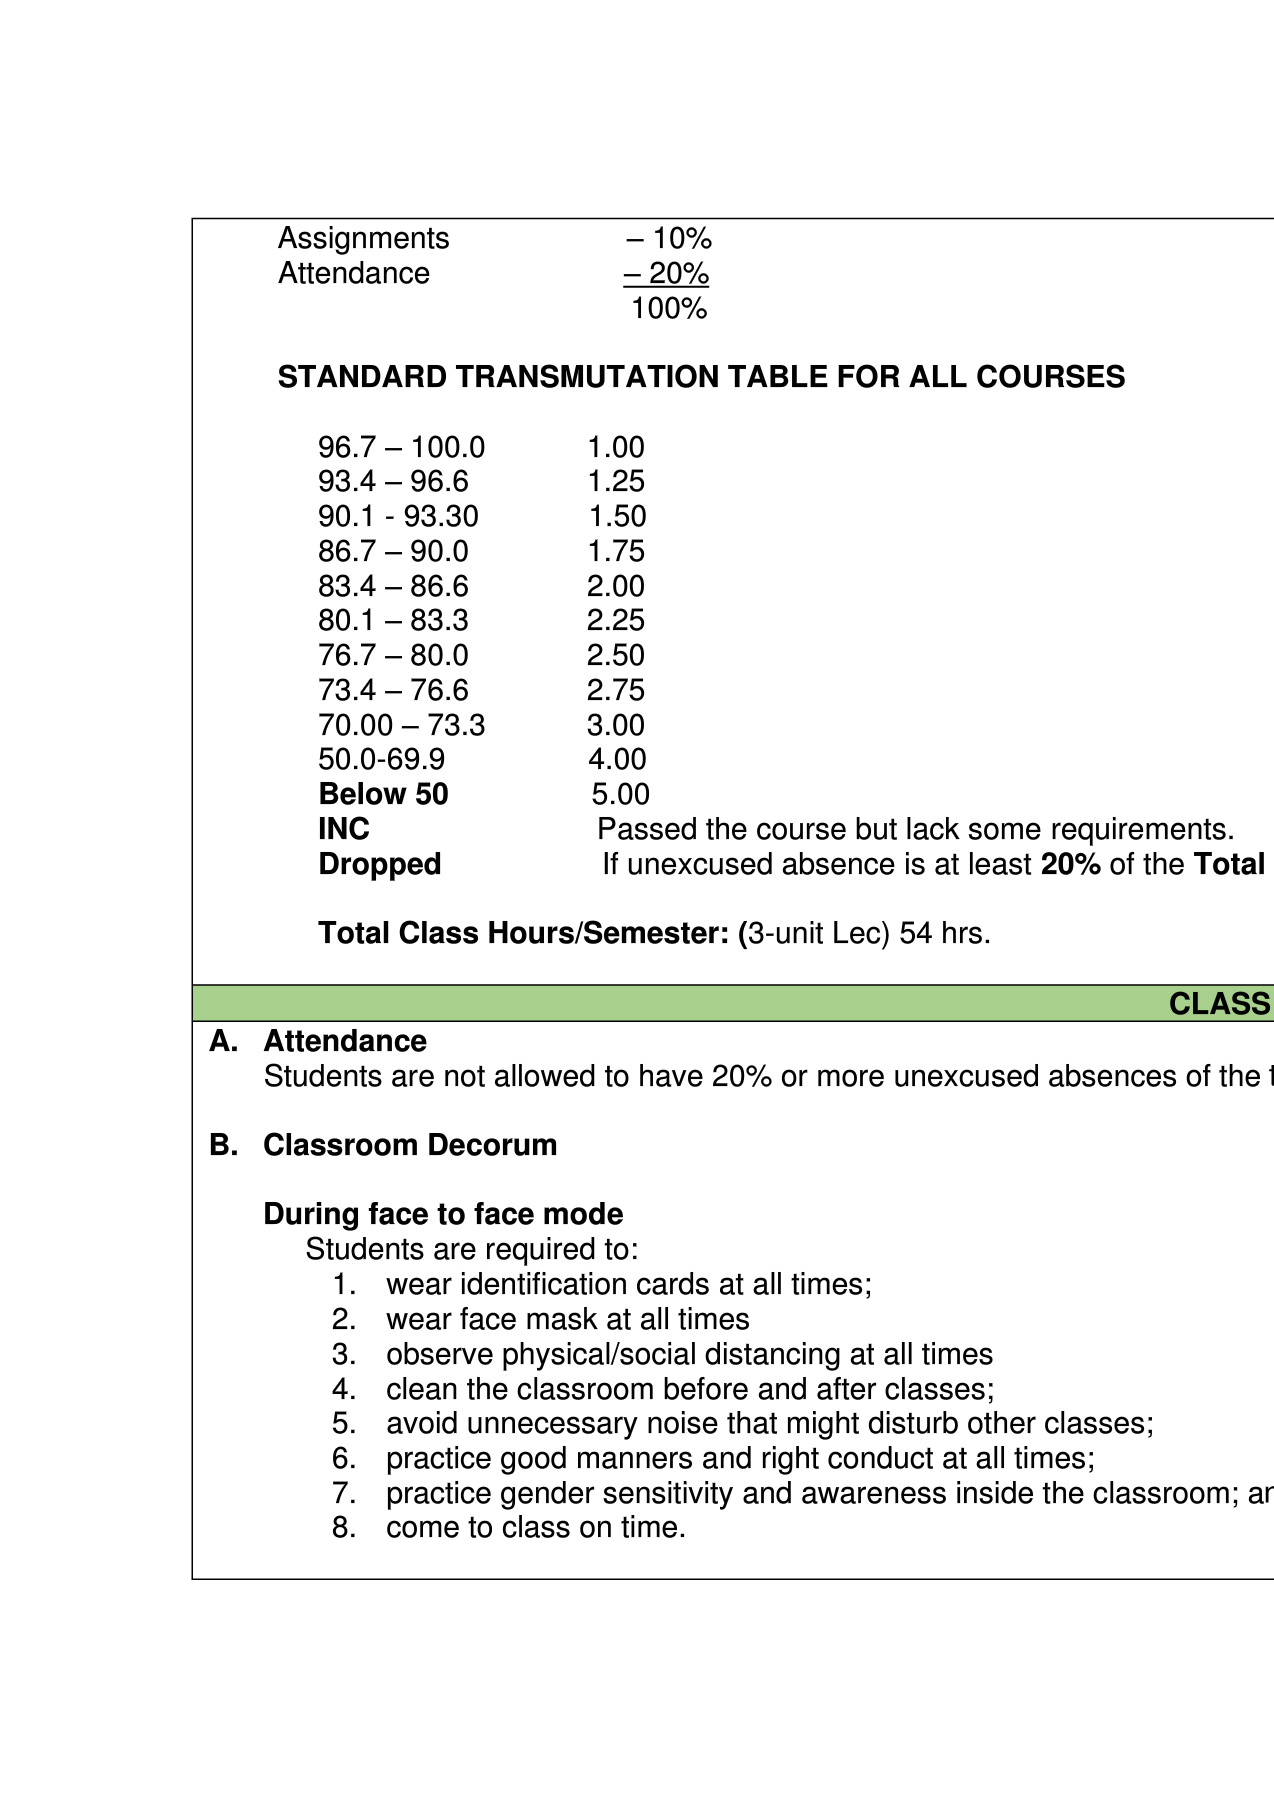 Assignments – 10%
Attendance – 20%
100%
STANDARD TRANSMUTATION TABLE FOR ALL COURSES
96.7 – 100.0 1.00
93.4 – 96.6 1.25
90.1 - 93.30 1.50
86.7 – 90.0 1.75
83.4 – 86.6 2.00
80.1 – 83.3 2.25
76.7 – 80.0 2.50
73.4 – 76.6 2.75
70.00 – 73.3 3.00
50.0-69.9 4.00
Below 50 5.00
INC Passed the course but lack some requirements.
Dropped If unexcused absence is at least 20% of the Total
Total Class Hours/Semester: (3-unit Lec) 54 hrs.
CLASS
A. Attendance
Students are not allowed to have 20% or more unexcused absences of the
B. Classroom Decorum
During face to face mode
Students are required to:
1. wear identification cards at all times;
2. wear face mask at all times
3. observe physical/social distancing at all times
4. clean the classroom before and after classes;
5. avoid unnecessary noise that might disturb other classes;
6. practice good manners and right conduct at all times;
7. practice gender sensitivity and awareness inside the classroom;
8. come to class on time.